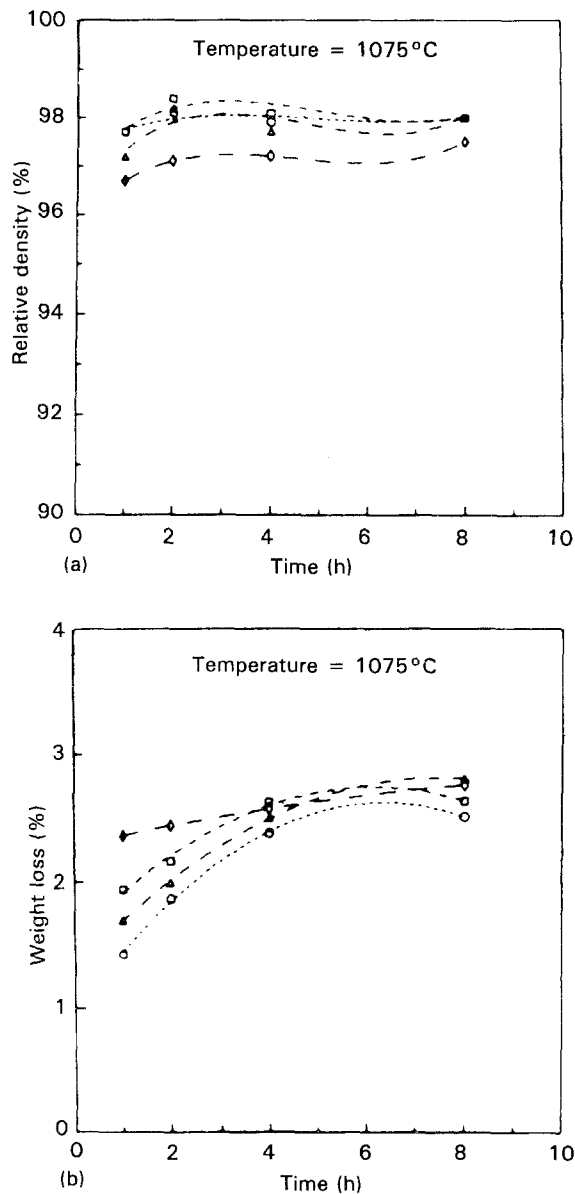 100
Temperature = 1075°C
98
96
94
92
90
Relative density (%)
0
2
4
6
8
10
(a)
Time (h)
4
Temperature = 1075°C
3
2
1
0
Weight loss (%)
0
2
4
6
8
10
(b)
Time (h)